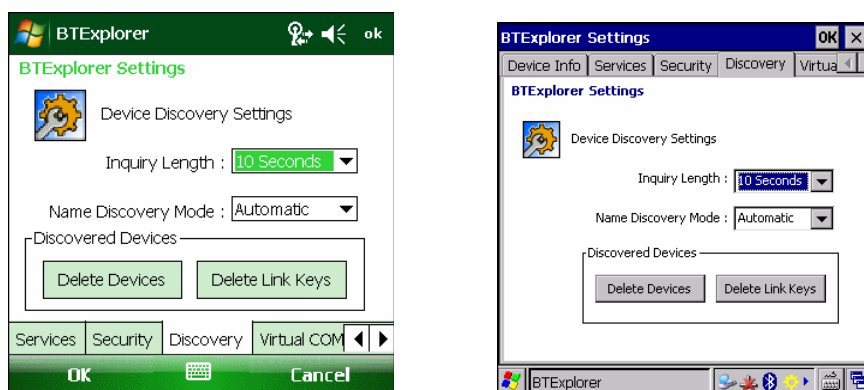 BTExplorer ok
BTExplorer Settings
Device Discovery Settings
Inquiry Length : 10 Seconds
Name Discovery Mode : Automatic
Discovered Devices
Delete Devices Delete Link Keys
Services Security Discovery Virtual COM
OK Cancel
BTExplorer Settings OK
Device Info Services Security Discovery Virtua
BTExplorer Settings
Device Discovery Settings
Inquiry Length : 10 Seconds
Name Discovery Mode : Automatic
Discovered Devices
Delete Devices Delete Link Keys
BTExplorer